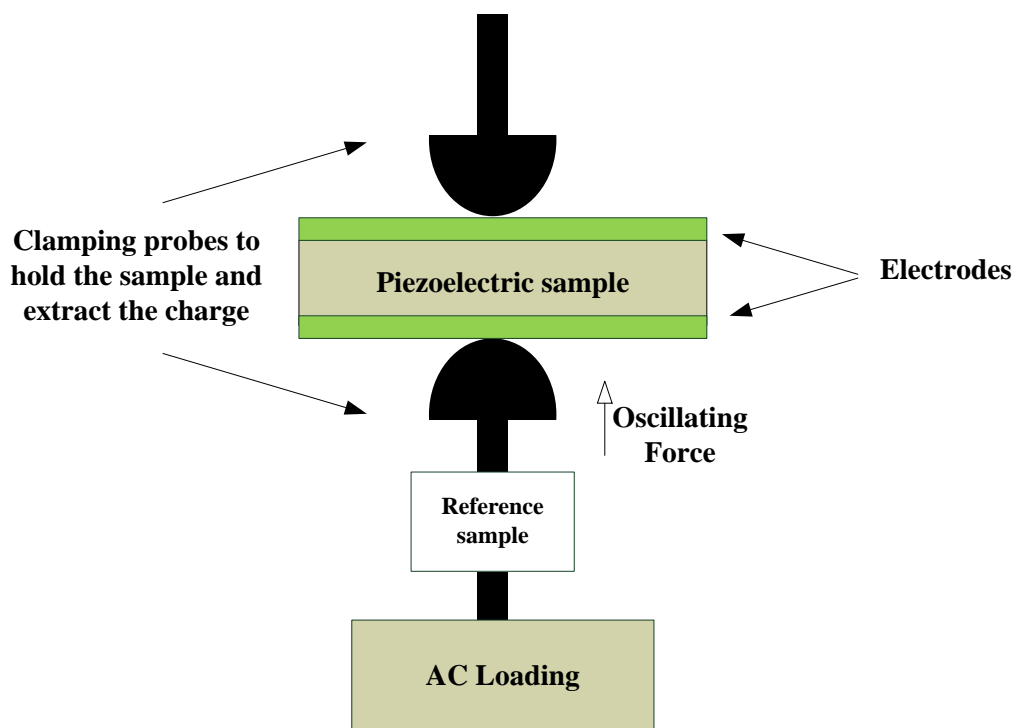 Clamping probes to
hold the sample and
extract the charge
Piezoelectric sample
Electrodes
Oscillating
Force
Reference
sample
AC Loading